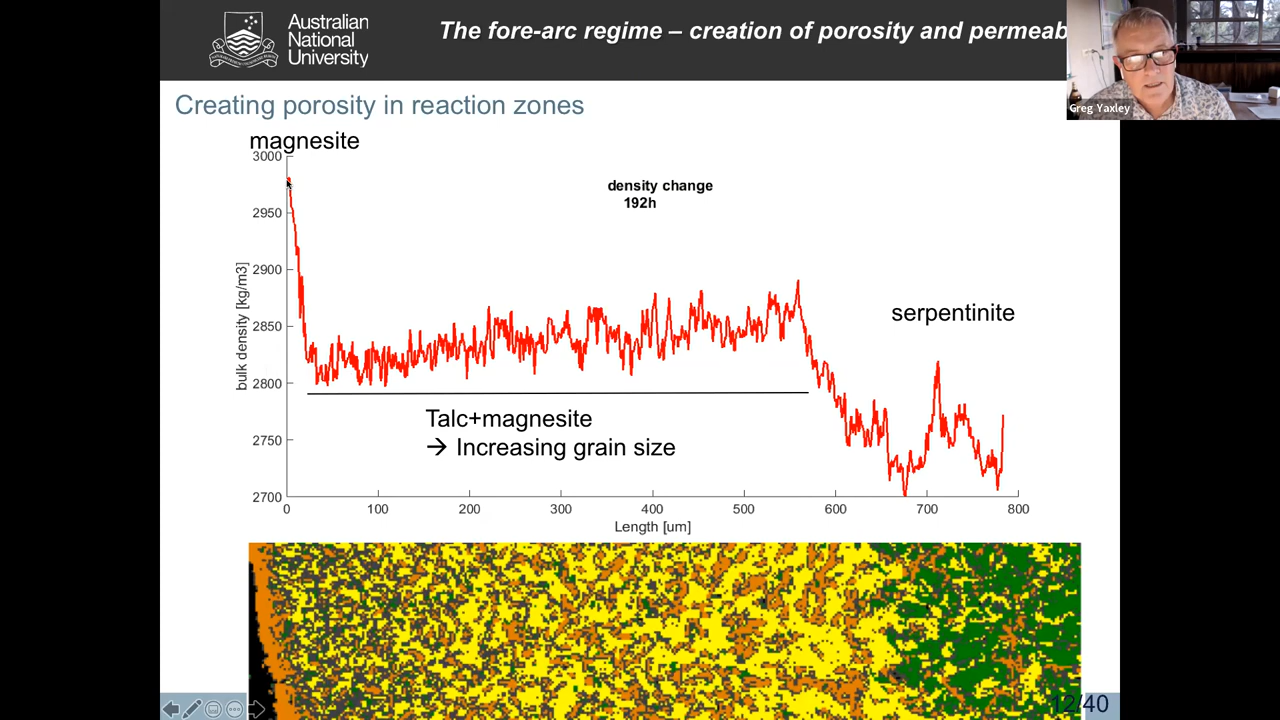 Australian
National
University
The fore-arc regime – creation of porosity and permeab
Greg Yaxley
Creating porosity in reaction zones
magnesite
3000
2950
2900
2850
2800
2750
2700
bulk density [kg/m3]
density change
192h
serpentinite
Talc+magnesite
→ Increasing grain size
0 100 200 300 400 500 600 700 800
Length [um]
12/40